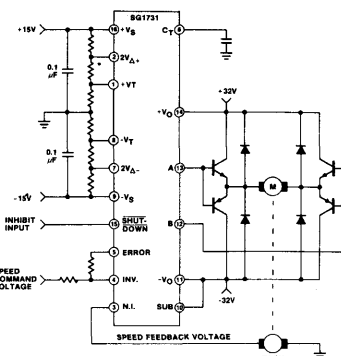 SG1731
+15V
16
+VS
CT
6
2
2VΔ+
0.1
µF
1
+VT
+32V
+VO
14
8
-VT
0.1
µF
7
2VΔ-
A
13
M
-15V
9
-VS
INHIBIT
INPUT
15
SHUT-
DOWN
B
12
5
ERROR
SPEED
COMMAND
VOLTAGE
4
INV.
-VO
11
-32V
3
N.I.
SUB
10
SPEED FEEDBACK VOLTAGE